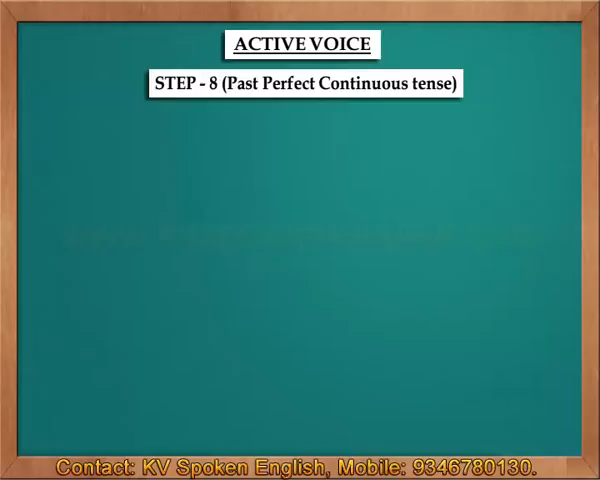 ACTIVE VOICE
STEP - 8 (Past Perfect Continuous tense)
Contact: KV Spoken English, Mobile: 9346780130.